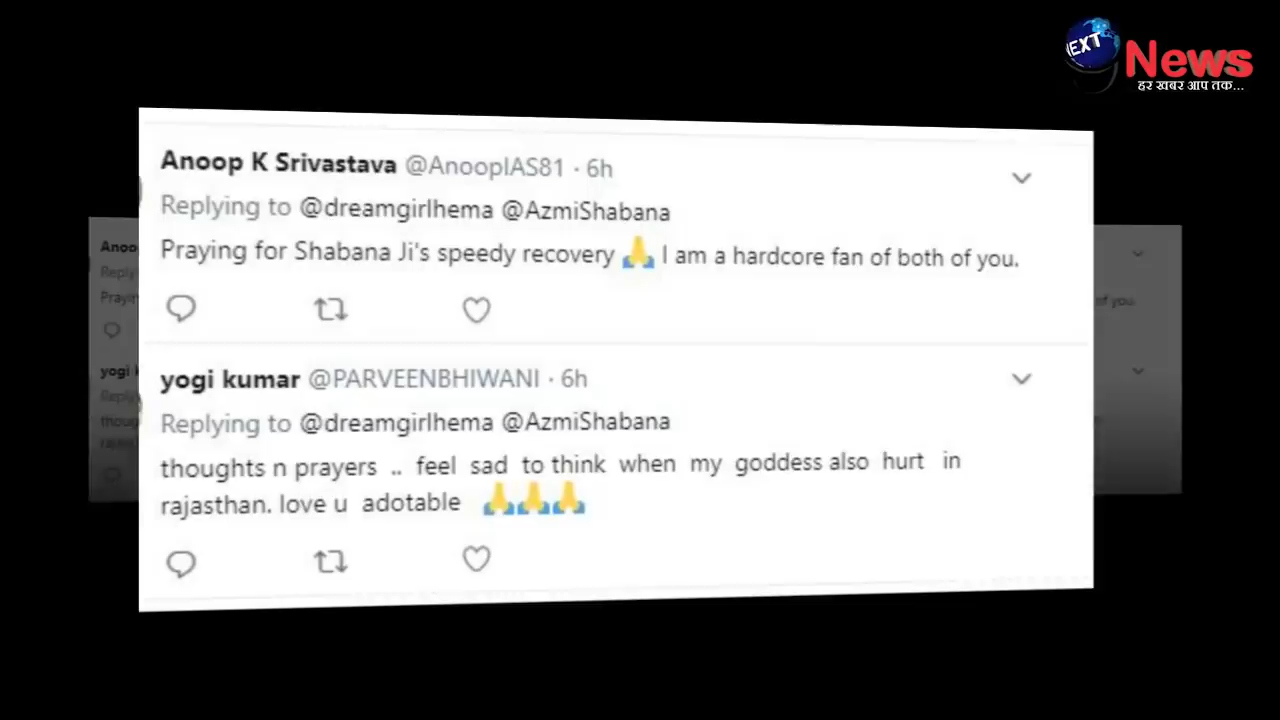 NEXT
News
हर खबर आप तक...
Anoop K Srivastava @AnoopIAS81 · 6h
Replying to @dreamgirlhema @AzmiShabana
Praying for Shabana Ji's speedy recovery 🙏 I am a hardcore fan of both of you.
yogi kumar @PARVEENBHIWANI · 6h
Replying to @dreamgirlhema @AzmiShabana
thoughts n prayers .. feel sad to think when my goddess also hurt in
rajasthan. love u adotable 🙏🙏🙏